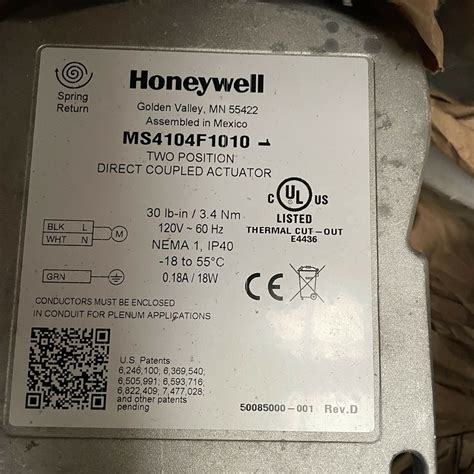 Honeywell
Golden Valley, MN 55422
Assembled in Mexico
Spring
Return
MS4104F1010
TWO POSITION
DIRECT COUPLED ACTUATOR
30 lb-in / 3.4 Nm
120V ~ 60 Hz
NEMA 1, IP40
-18 to 55°C
0.18A / 18W
C UL US
LISTED
THERMAL CUT-OUT
E4436
BLK L
WHT N
M
GRN
CE
CONDUCTORS MUST BE ENCLOSED
IN CONDUIT FOR PLENUM APPLICATIONS
U.S. Patents
6,246,100; 6,369,540;
6,505,991; 6,593,716;
6,822,409; 7,477,028;
and other patents
pending
50085000-001 Rev.D